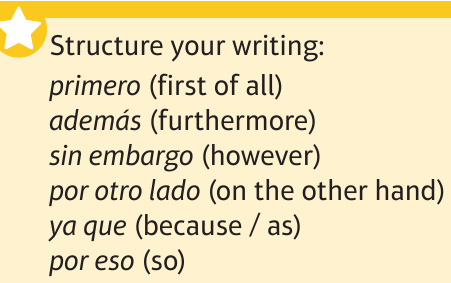 Structure your writing:
primero (first of all)
además (furthermore)
sin embargo (however)
por otro lado (on the other hand)
ya que (because / as)
por eso (so)